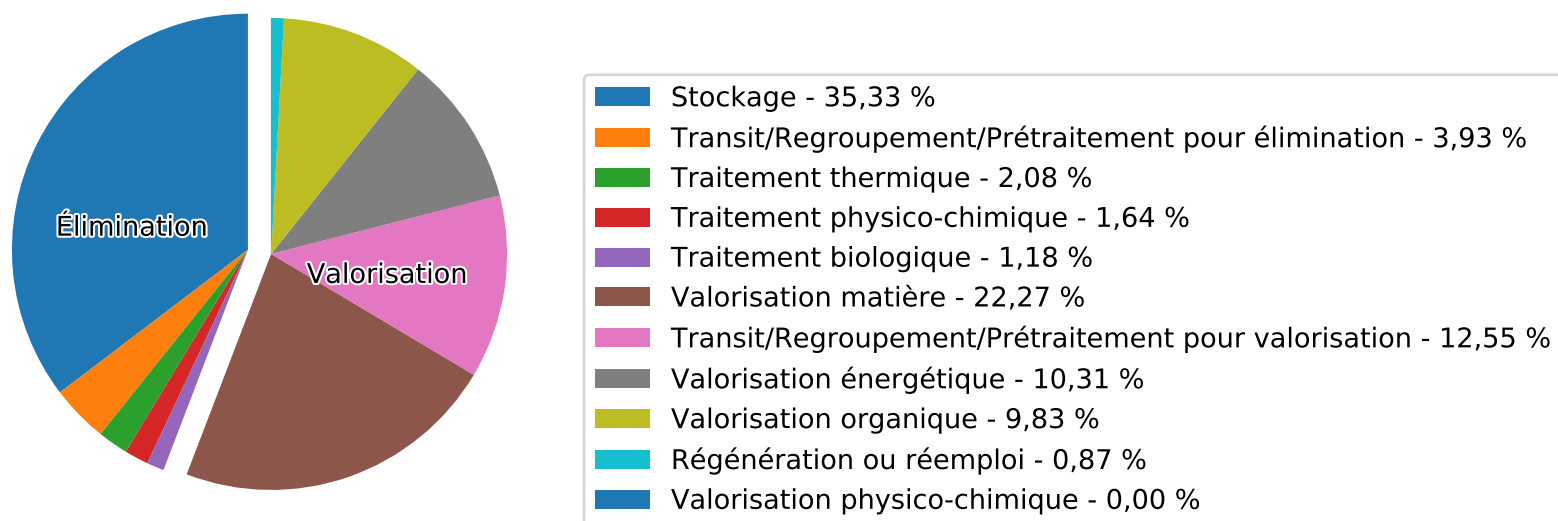 Élimination
Valorisation
Stockage - 35,33 %
Transit/Regroupement/Prétraitement pour élimination - 3,93 %
Traitement thermique - 2,08 %
Traitement physico-chimique - 1,64 %
Traitement biologique - 1,18 %
Valorisation matière - 22,27 %
Transit/Regroupement/Prétraitement pour valorisation - 12,55 %
Valorisation énergétique - 10,31 %
Valorisation organique - 9,83 %
Régénération ou réemploi - 0,87 %
Valorisation physico-chimique - 0,00 %